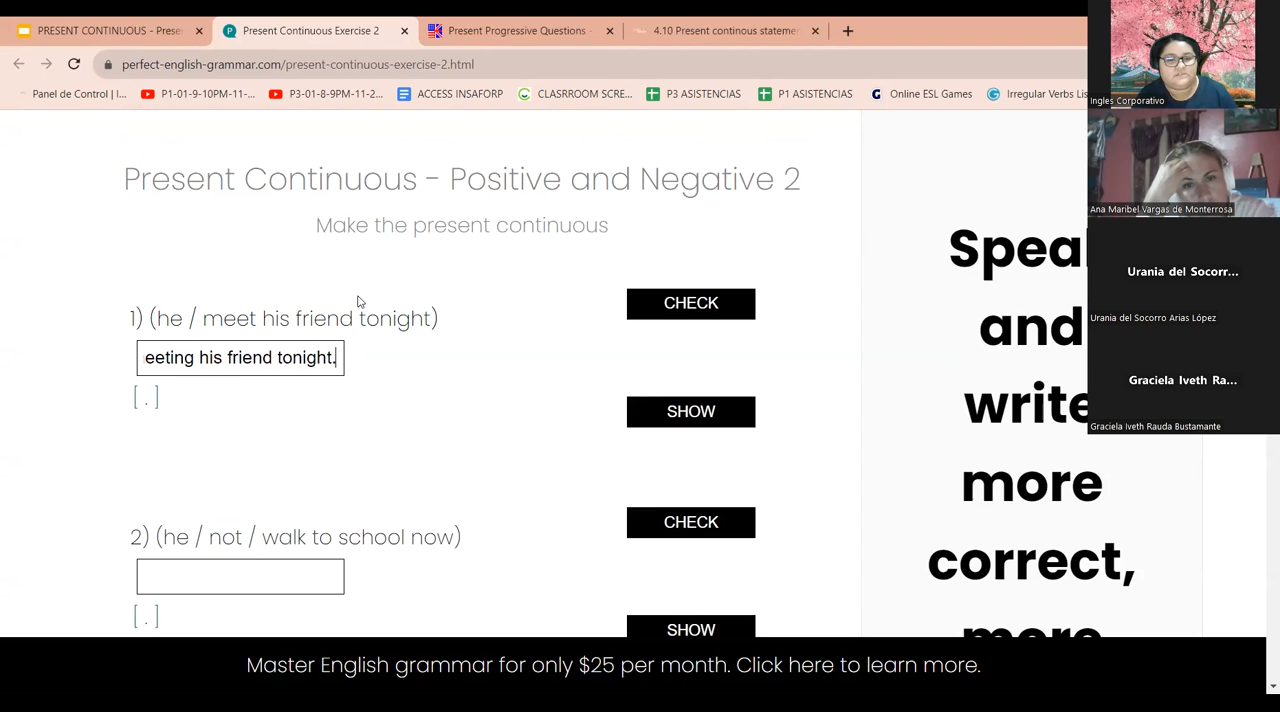 PRESENT CONTINUOUS - Prese
Present Continuous Exercise 2
Present Progressive Questions -
4.10 Present continous stateme
perfect-english-grammar.com/present-continuous-exercise-2.html
Panel de Control | I...
P1-01-9-10PM-11-...
P3-01-8-9PM-11-2...
ACCESS INSAFORP
CLASRROOM SCRE...
P3 ASISTENCIAS
P1 ASISTENCIAS
Online ESL Games
Irregular Verbs Lis
Ingles Corporativo
Ana Maribel Vargas de Monterrosa
Urania del Socorr...
Urania del Socorro Arias López
Graciela Iveth Ra...
Graciela Iveth Rauda Bustamante
Present Continuous - Positive and Negative 2
Make the present continuous
1) (he / meet his friend tonight)
eeting his friend tonight.
[ . ]
CHECK
SHOW
2) (he / not / walk to school now)
[ . ]
CHECK
SHOW
Speak
and
write
more
correct,
more
Master English grammar for only $25 per month. Click here to learn more.